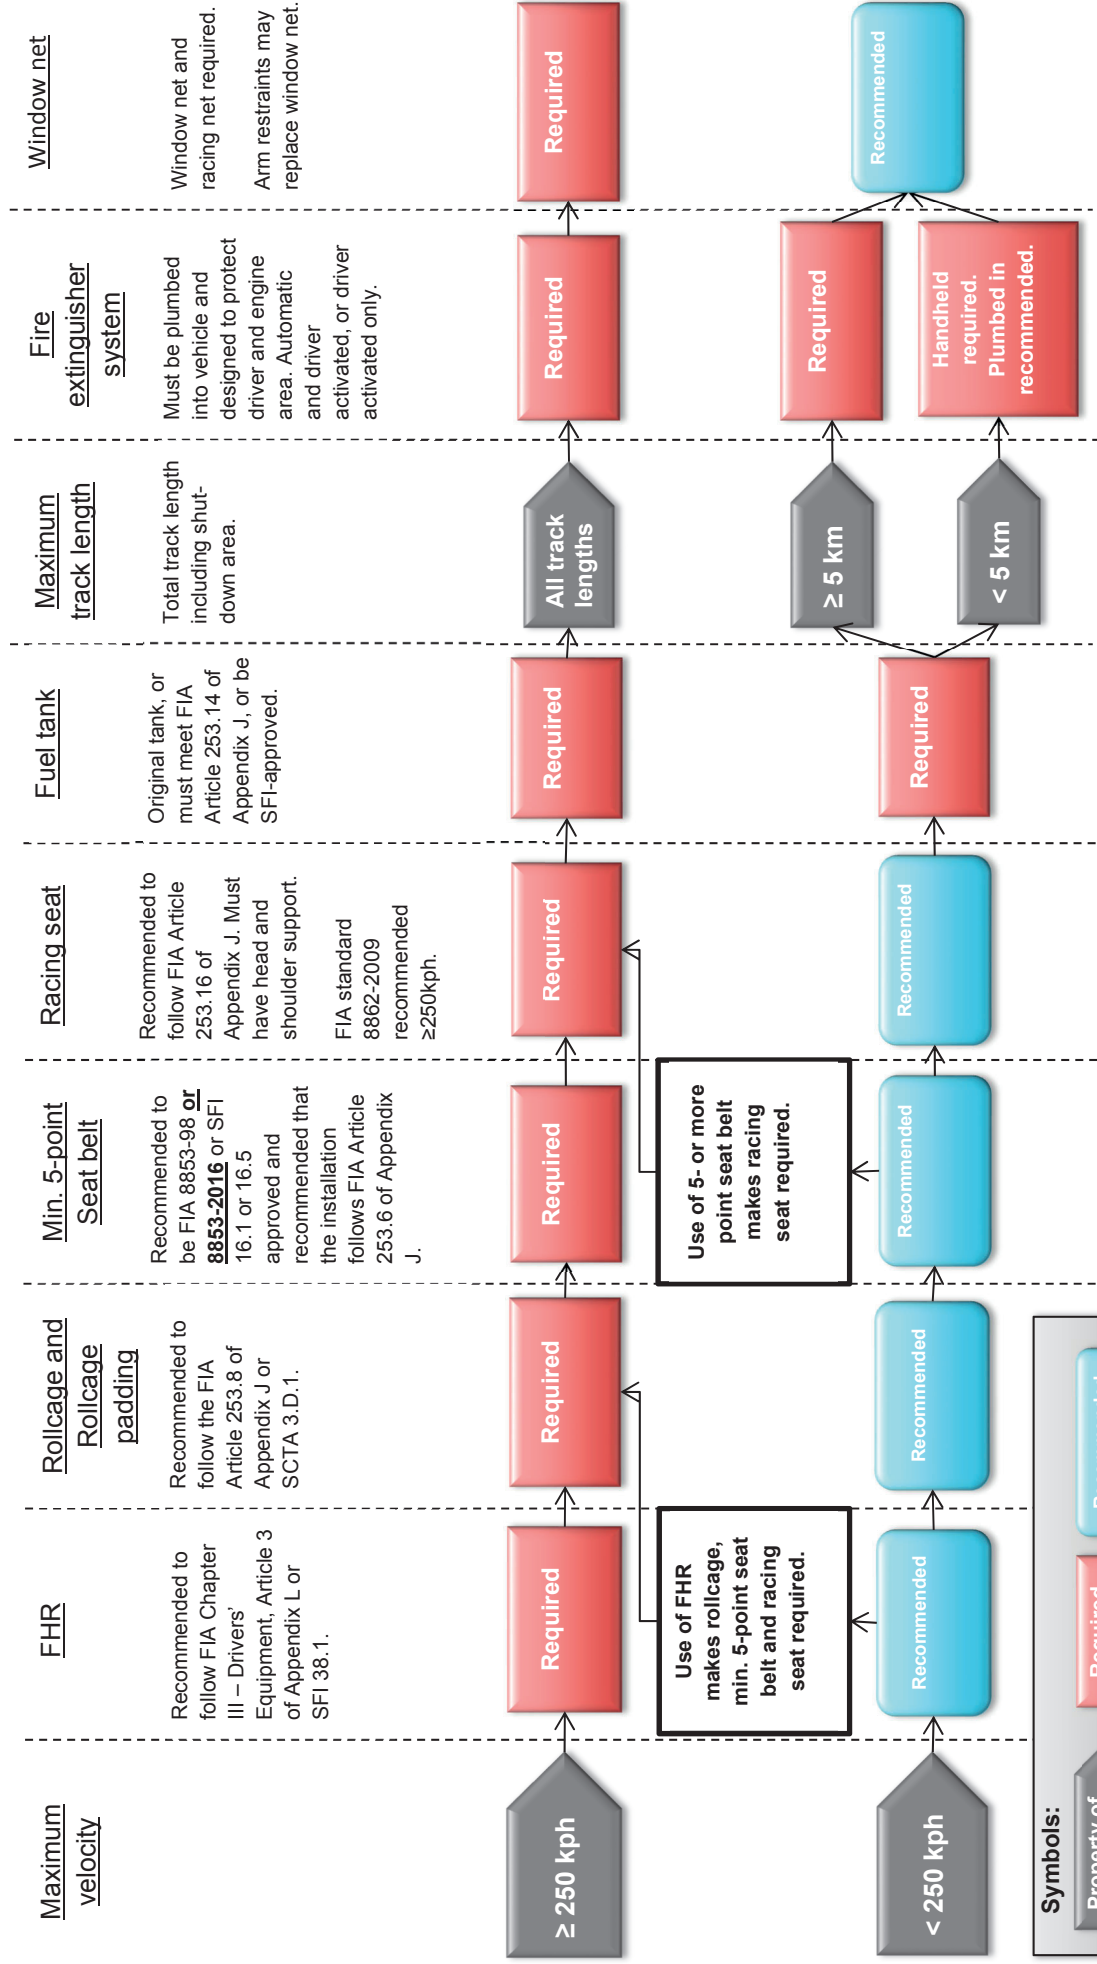 Maximum
velocity
FHR
Recommended to
follow FIA Chapter
III – Drivers’
Equipment, Article 3
of Appendix L or
SFI 38.1.
Rollcage and
Rollcage
padding
Recommended to
follow the FIA
Article 253.8 of
Appendix J or
SCTA 3.D.1.
Min. 5-point
Seat belt
Recommended to
be FIA 8853-98 or
8853-2016 or SFI
16.1 or 16.5
approved and
recommended that
the installation
follows FIA Article
253.6 of Appendix
J.
Racing seat
Recommended to
follow FIA Article
253.16 of
Appendix J. Must
have head and
shoulder support.
FIA standard
8862-2009
recommended
≥250kph.
Fuel tank
Original tank, or
must meet FIA
Article 253.14 of
Appendix J, or be
SFI-approved.
Maximum
track length
Total track length
including shut-
down area.
Fire
extinguisher
system
Must be plumbed
into vehicle and
designed to protect
driver and engine
area. Automatic
and driver
activated, or driver
activated only.
Window net
Window net and
racing net required.
Arm restraints may
replace window net.
≥ 250 kph
Required
Required
Required
Required
Required
All track
lengths
Required
Required
Use of FHR
makes rollcage,
min. 5-point seat
belt and racing
seat required.
Use of 5- or more
point seat belt
makes racing
seat required.
< 250 kph
Recommended
Recommended
Recommended
Recommended
Required
≥ 5 km
Required
< 5 km
Handheld
required.
Plumbed in
recommended.
Recommended
Symbols:
Property of
Required